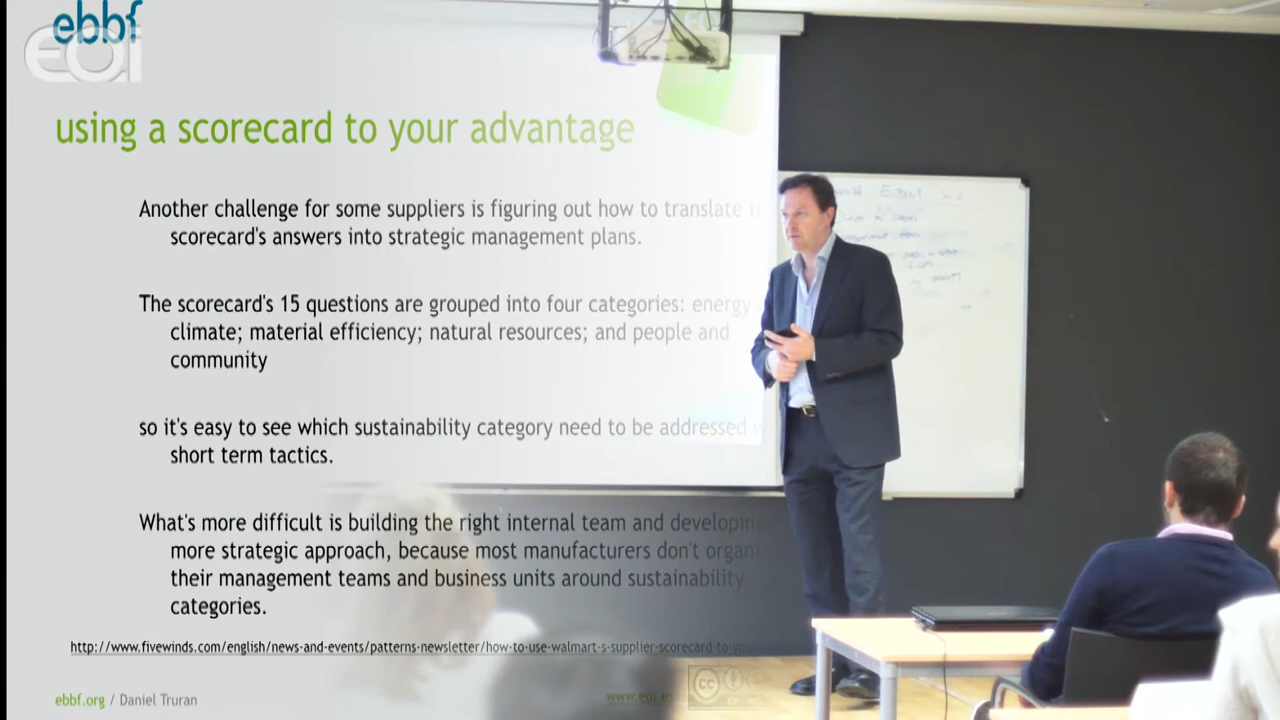 ebbf
eoi
using a scorecard to your advantage
Another challenge for some suppliers is figuring out how to translate
scorecard's answers into strategic management plans.
The scorecard's 15 questions are grouped into four categories: energy
climate; material efficiency; natural resources; and people and
community
so it's easy to see which sustainability category need to be addressed
short term tactics.
What's more difficult is building the right internal team and developin
more strategic approach, because most manufacturers don't organ
their management teams and business units around sustainability
categories.
http://www.fivewinds.com/english/news-and-events/patterns-newsletter/how-to-use-walmart-s-supplier-scorecard-to-you
ebbf.org / Daniel Truran
www.eoi.es
cc